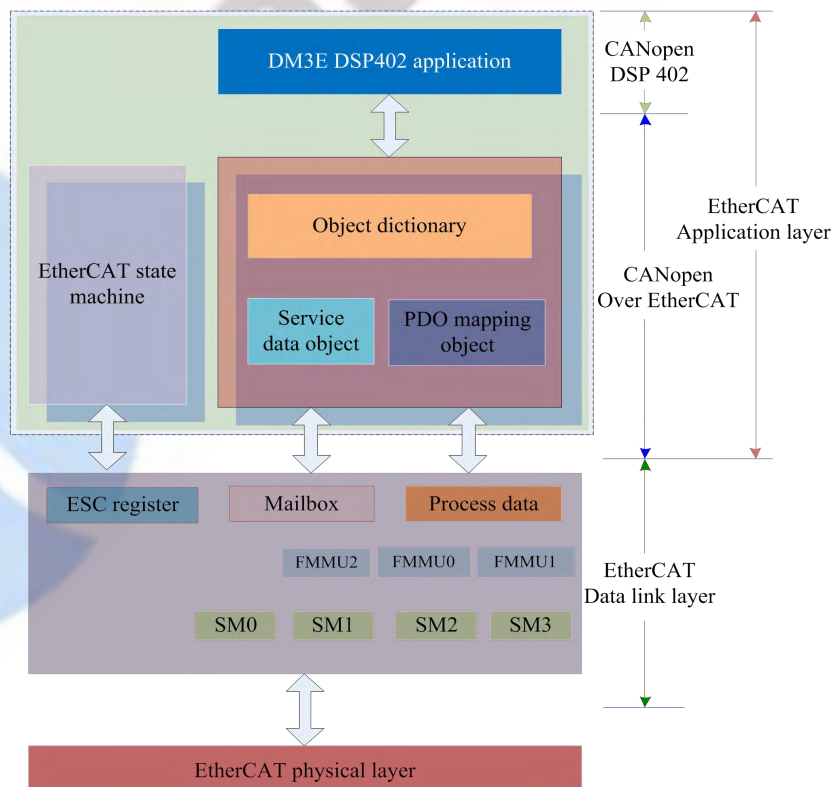 DM3E DSP402 application
CANopen
DSP 402
Object dictionary
EtherCAT
Application layer
EtherCAT state
machine
CANopen
Over EtherCAT
Service
data object
PDO mapping
object
ESC register
Mailbox
Process data
FMMU2
FMMU0
FMMU1
EtherCAT
Data link layer
SM0
SM1
SM2
SM3
EtherCAT physical layer